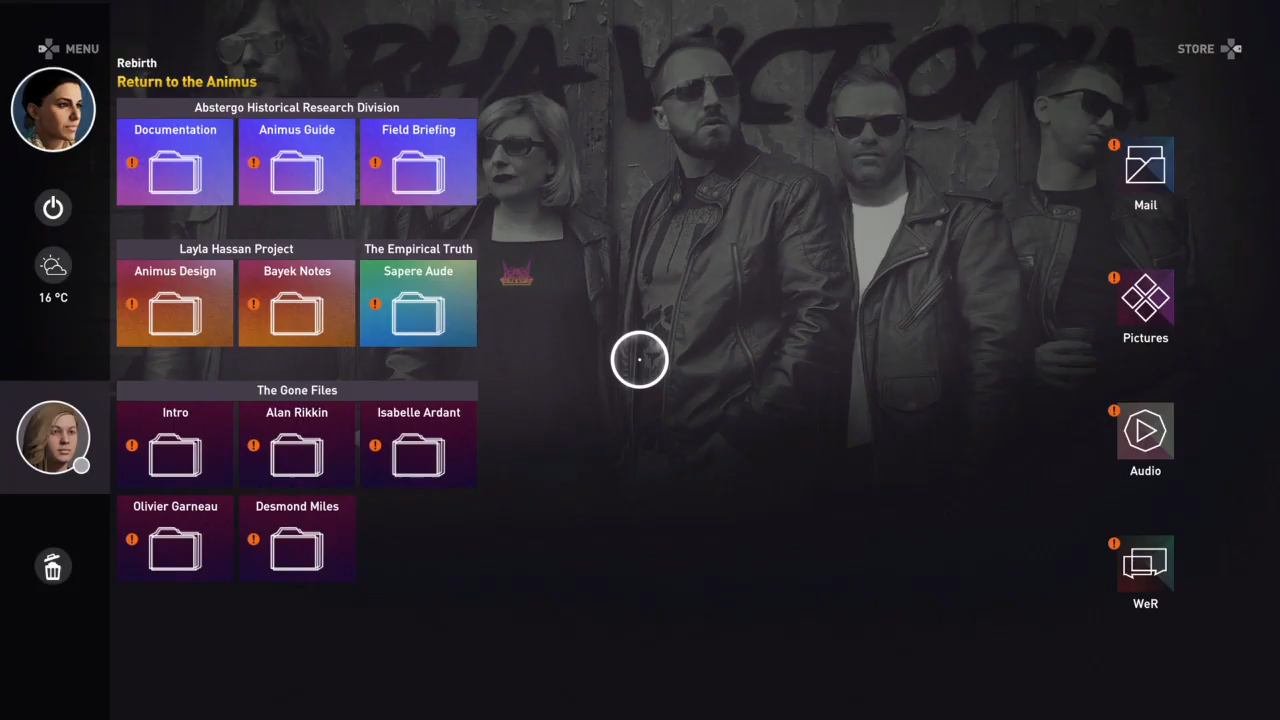 MENU
STORE
Rebirth
Return to the Animus
Abstergo Historical Research Division
Documentation
Animus Guide
Field Briefing
Layla Hassan Project
The Empirical Truth
Animus Design
Bayek Notes
Sapere Aude
16 °C
The Gone Files
Intro
Alan Rikkin
Isabelle Ardant
Olivier Garneau
Desmond Miles
Mail
Pictures
Audio
WeR